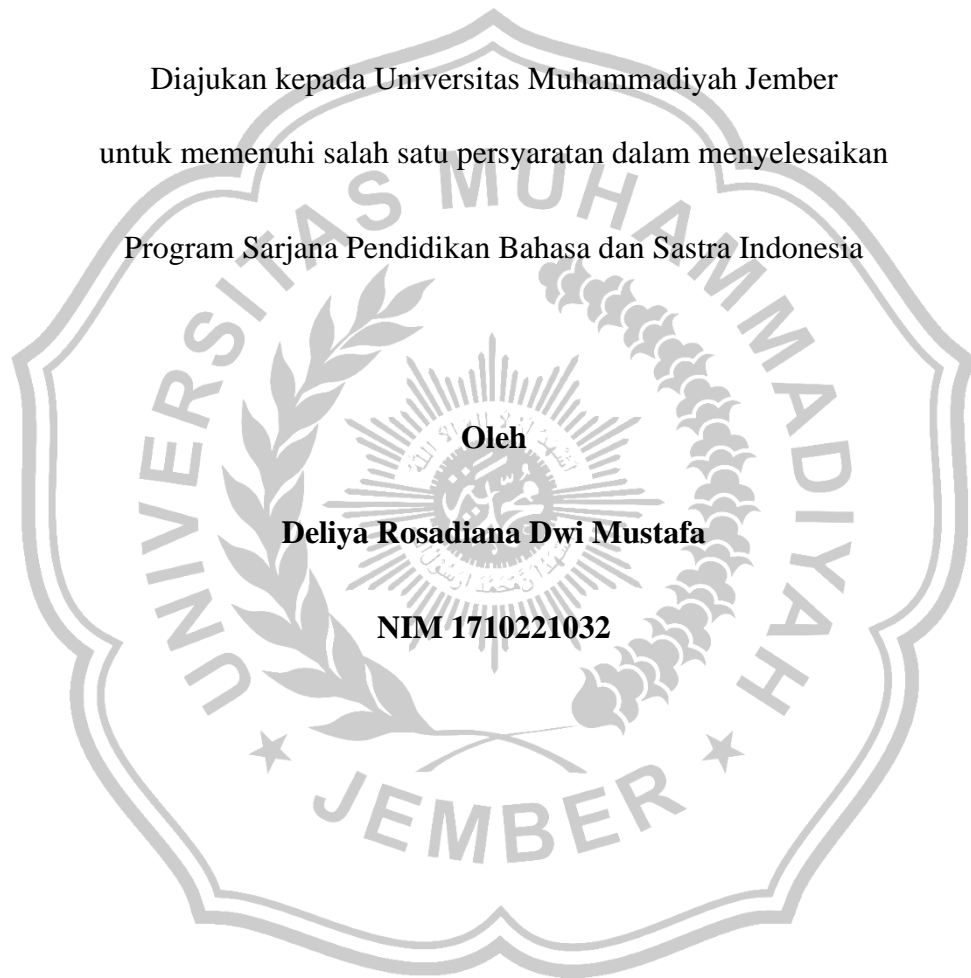 Diajukan kepada Universitas Muhammadiyah Jember
untuk memenuhi salah satu persyaratan dalam menyelesaikan
Program Sarjana Pendidikan Bahasa dan Sastra Indonesia
Oleh
Deliya Rosadiana Dwi Mustafa
NIM 1710221032
UNIVERSITAS MUHAMMADIYAH
JEMBER